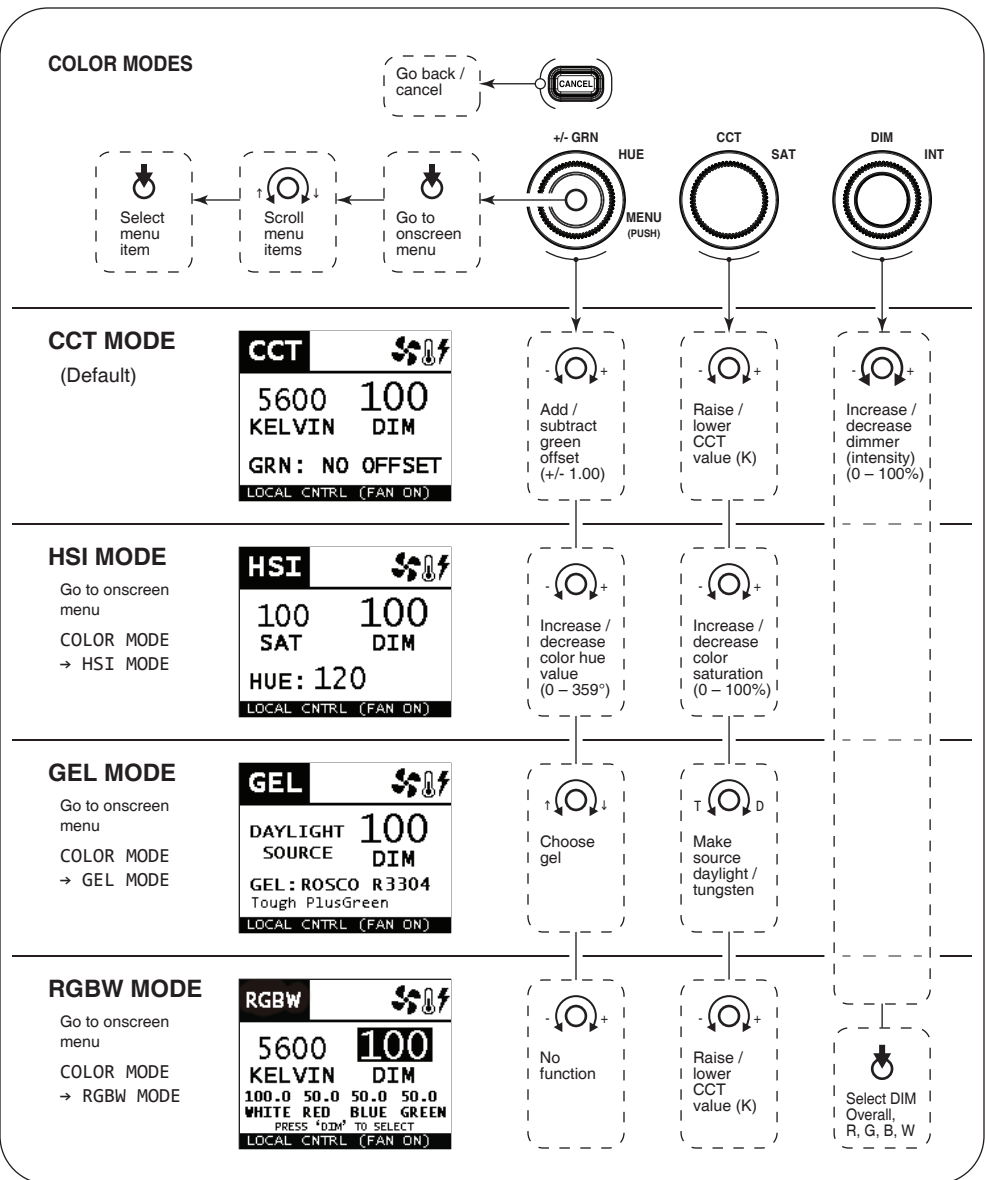 COLOR MODES
Go back /
cancel
CANCEL
+/- GRN
HUE
MENU
(PUSH)
CCT
SAT
DIM
INT
Select
menu
item
↑ ↓
Scroll
menu
items
Go to
onscreen
menu
CCT MODE
(Default)
CCT
5600 100
KELVIN DIM
GRN: NO OFFSET
LOCAL CNTRL (FAN ON)
- +
Add /
subtract
green
offset
(+/- 1.00)
- +
Raise /
lower
CCT
value (K)
- +
Increase /
decrease
dimmer
(intensity)
(0 – 100%)
HSI MODE
Go to onscreen
menu
COLOR MODE
→ HSI MODE
HSI
100 100
SAT DIM
HUE: 120
LOCAL CNTRL (FAN ON)
- +
Increase /
decrease
color hue
value
(0 – 359°)
- +
Increase /
decrease
color
saturation
(0 – 100%)
GEL MODE
Go to onscreen
menu
COLOR MODE
→ GEL MODE
GEL
DAYLIGHT 100
SOURCE DIM
GEL: ROSCO R3304
Tough PlusGreen
LOCAL CNTRL (FAN ON)
↑ ↓
Choose
gel
T D
Make
source
daylight /
tungsten
RGBW MODE
Go to onscreen
menu
COLOR MODE
→ RGBW MODE
RGBW
5600 100
KELVIN DIM
100.0 50.0 50.0 50.0
WHITE RED BLUE GREEN
PRESS ‘DIM’ TO SELECT
LOCAL CNTRL (FAN ON)
- +
No
function
- +
Raise /
lower
CCT
value (K)
Select DIM
Overall,
R, G, B, W